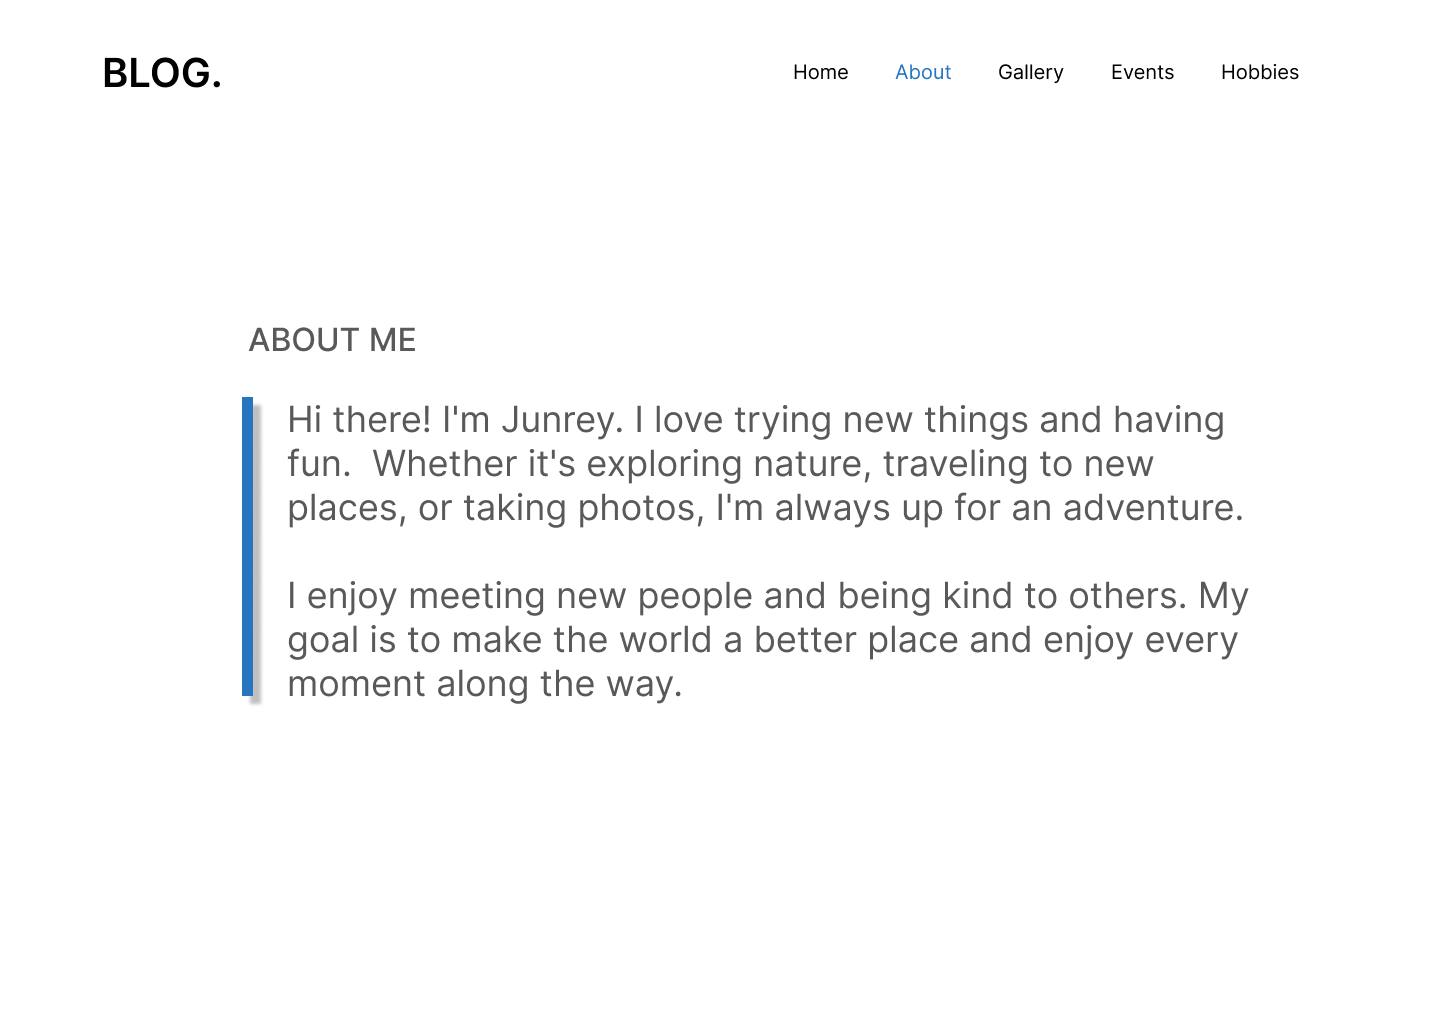 BLOG.
Home About Gallery Events Hobbies
ABOUT ME
Hi there! I'm Junrey. I love trying new things and having
fun.  Whether it's exploring nature, traveling to new
places, or taking photos, I'm always up for an adventure.
I enjoy meeting new people and being kind to others. My
goal is to make the world a better place and enjoy every
moment along the way.